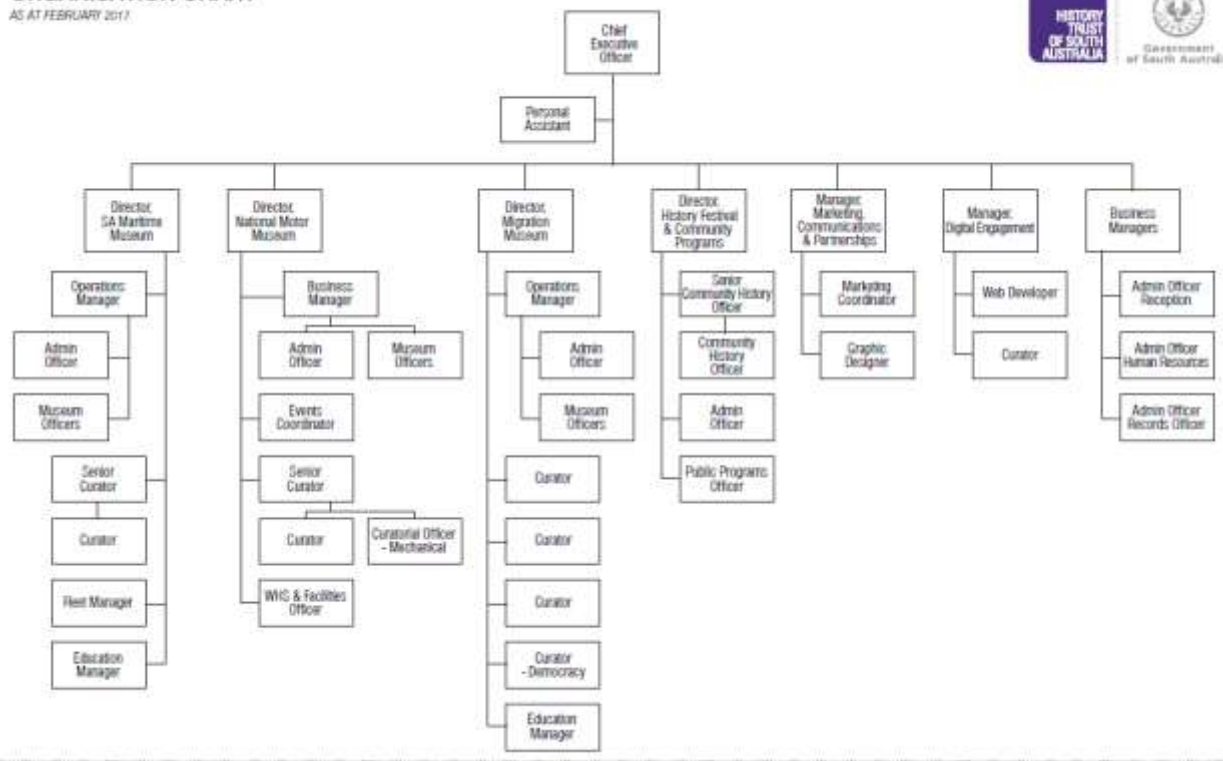 AS AT FEBRUARY 2017
HISTORY
TRUST
OF SOUTH
AUSTRALIA
Government
of South Australia
Chief
Executive
Officer
Personal
Assistant
Director,
SA Maritime
Museum
Director,
National Motor
Museum
Director,
Migration
Museum
Director,
History Festival
& Community
Programs
Manager,
Marketing,
Communications
& Partnerships
Manager,
Digital Engagement
Business
Managers
Operations
Manager
Admin
Officer
Museum
Officers
Senior
Curator
Curator
Fleet Manager
Education
Manager
Business
Manager
Admin
Officer
Museum
Officers
Events
Coordinator
Senior
Curator
Curator
Curatorial Officer
- Mechanical
WHS & Facilities
Officer
Operations
Manager
Admin
Officer
Museum
Officers
Curator
Curator
Curator
Curator
- Democracy
Education
Manager
Senior
Community History
Officer
Community
History
Officer
Admin
Officer
Public Programs
Officer
Marketing
Coordinator
Graphic
Designer
Web Developer
Curator
Admin Officer
Reception
Admin Officer
Human Resources
Admin Officer
Records Officer